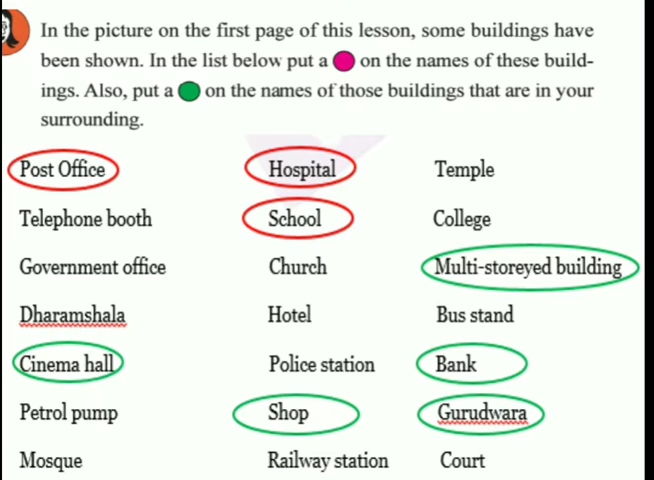 In the picture on the first page of this lesson, some buildings have
been shown. In the list below put a on the names of these build-
ings. Also, put a on the names of those buildings that are in your
surrounding.
Post Office Hospital Temple
Telephone booth School College
Government office Church Multi-storeyed building
Dharamshala Hotel Bus stand
Cinema hall Police station Bank
Petrol pump Shop Gurudwara
Mosque Railway station Court